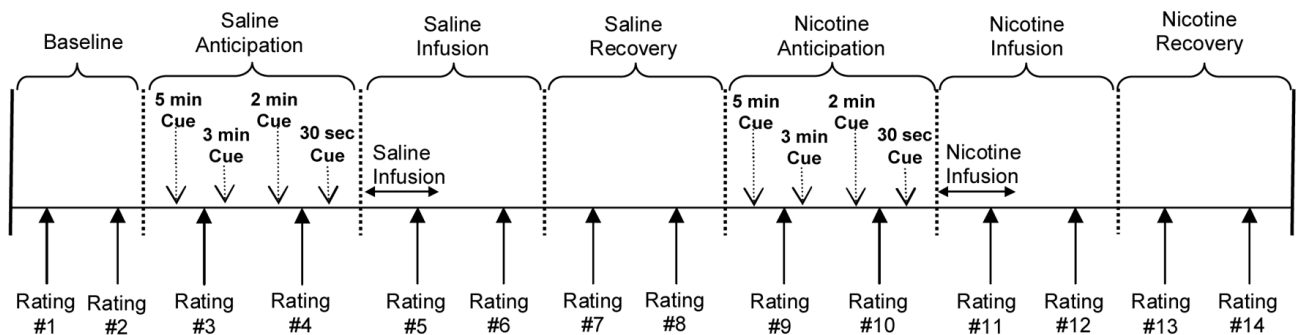 Baseline
Saline
Anticipation
Saline
Infusion
Saline
Recovery
Nicotine
Anticipation
Nicotine
Infusion
Nicotine
Recovery
5 min
Cue
3 min
Cue
2 min
Cue
30 sec
Cue
Saline
Infusion
5 min
Cue
3 min
Cue
2 min
Cue
30 sec
Cue
Nicotine
Infusion
Rating
#1
Rating
#2
Rating
#3
Rating
#4
Rating
#5
Rating
#6
Rating
#7
Rating
#8
Rating
#9
Rating
#10
Rating
#11
Rating
#12
Rating
#13
Rating
#14